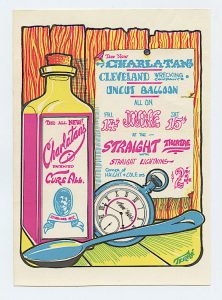 The New
CHARLATANS
CLEVELAND WRECKING COMPANY
UNCUT BALLOON
ALL ON
FRI. 14th JUNE SAT. 15th
AT THE
STRAIGHT THEATRE
STRAIGHT LIGHTNING
CORNER of HAIGHT & COLE STS.
THE ALL NEW!
Charlatans
PATENTED
CURE ALL